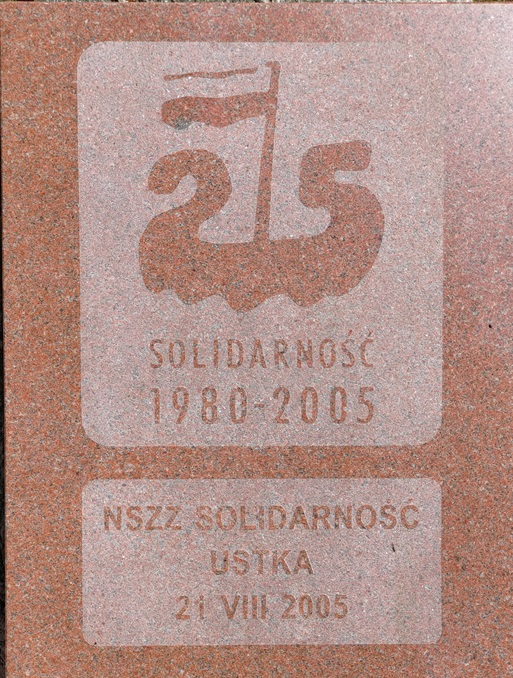 25
SOLIDARNOŚĆ
1980-2005
NSZZ SOLIDARNOŚĆ
USTKA
21 VIII 2005